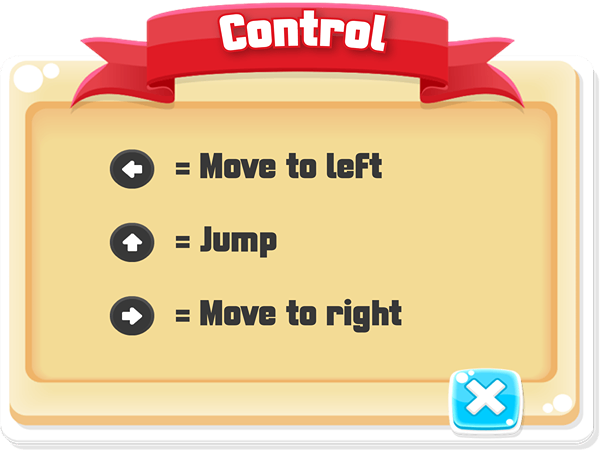 Control
= Move to left
= Jump
= Move to right